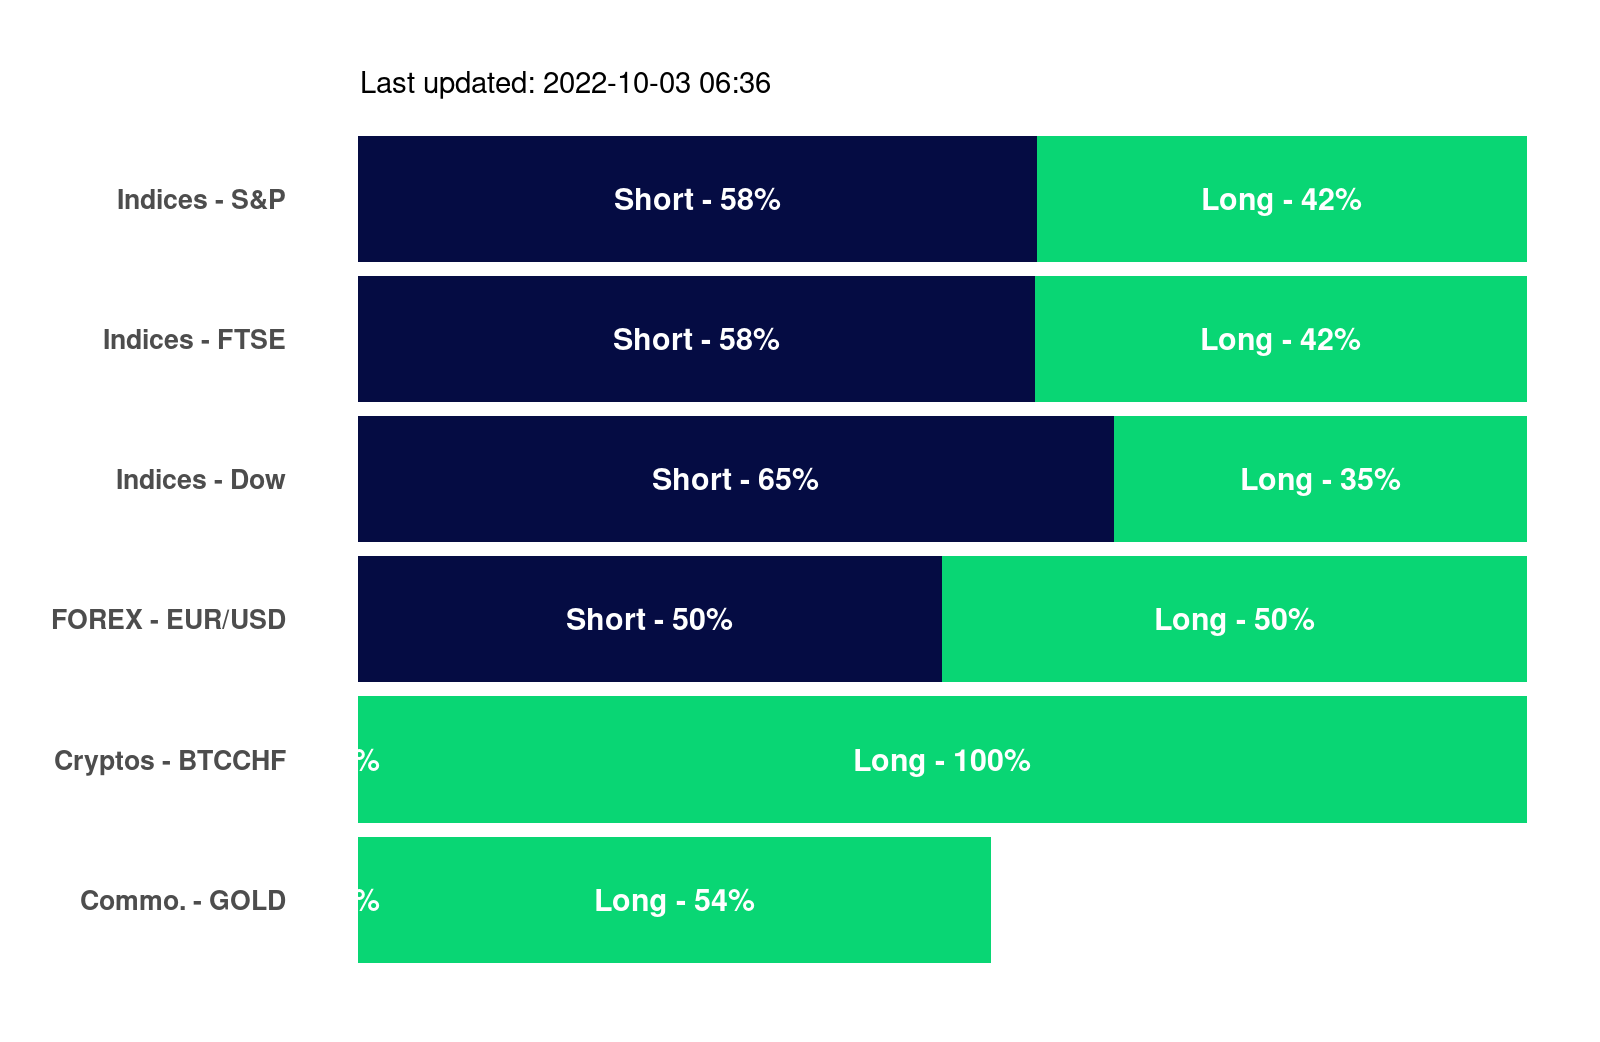 Last updated: 2022-10-03 06:36
Indices - S&P Short - 58% Long - 42%
Indices - FTSE Short - 58% Long - 42%
Indices - Dow Short - 65% Long - 35%
FOREX - EUR/USD Short - 50% Long - 50%
Cryptos - BTCCHF % Long - 100%
Commo. - GOLD % Long - 54%